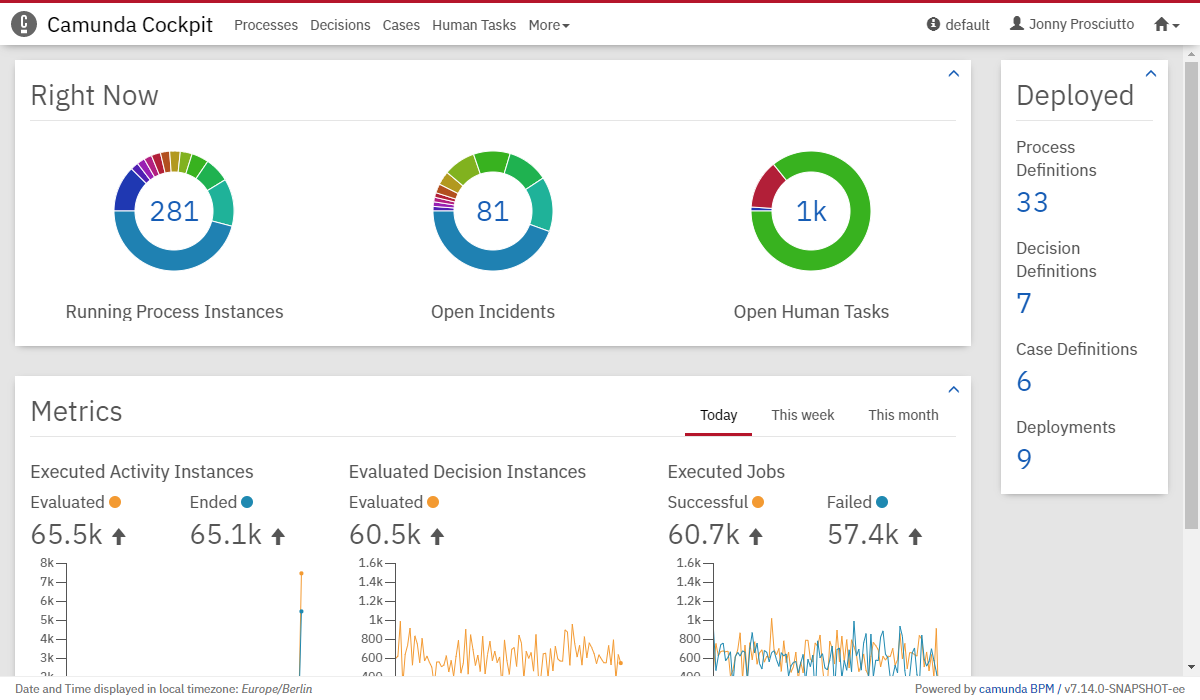 Camunda Cockpit Processes Decisions Cases Human Tasks More default Jonny Prosciutto
Right Now
281
81
1k
Running Process Instances
Open Incidents
Open Human Tasks
Deployed
Process
Definitions
33
Decision
Definitions
7
Case Definitions
6
Deployments
9
Metrics
Today This week This month
Executed Activity Instances
Evaluated Ended
65.5k 65.1k
8k
7k
6k
5k
4k
3k
Evaluated Decision Instances
Evaluated
60.5k
1.6k
1.4k
1.2k
1k
800
600
Executed Jobs
Successful Failed
60.7k 57.4k
1.6k
1.4k
1.2k
1k
800
600
Date and Time displayed in local timezone: Europe/Berlin
Powered by camunda BPM / v7.14.0-SNAPSHOT-ee